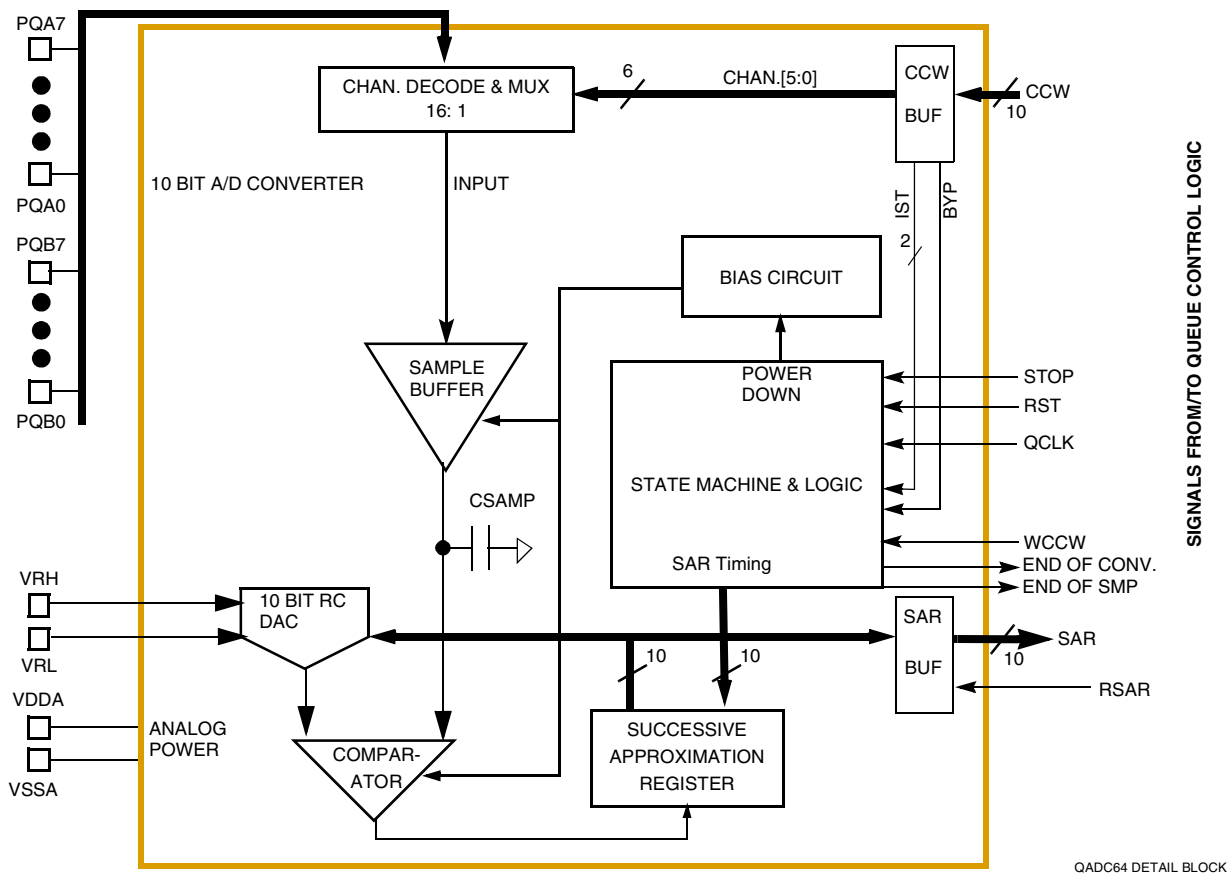 PQA7
PQA0
PQB7
PQB0
VRH
VRL
VDDA
VSSA
CHAN. DECODE & MUX
16: 1
6
CHAN.[5:0]
CCW
BUF
CCW
10
10 BIT A/D CONVERTER
INPUT
IST
BYP
2
BIAS CIRCUIT
SAMPLE
BUFFER
POWER
DOWN
STATE MACHINE & LOGIC
SAR Timing
STOP
RST
QCLK
WCCW
END OF CONV.
END OF SMP
CSAMP
10 BIT RC
DAC
SAR
BUF
SAR
10
RSAR
10
10
ANALOG
POWER
COMPAR-
ATOR
SUCCESSIVE
APPROXIMATION
REGISTER
SIGNALS FROM/TO QUEUE CONTROL LOGIC
QADC64 DETAIL BLOCK